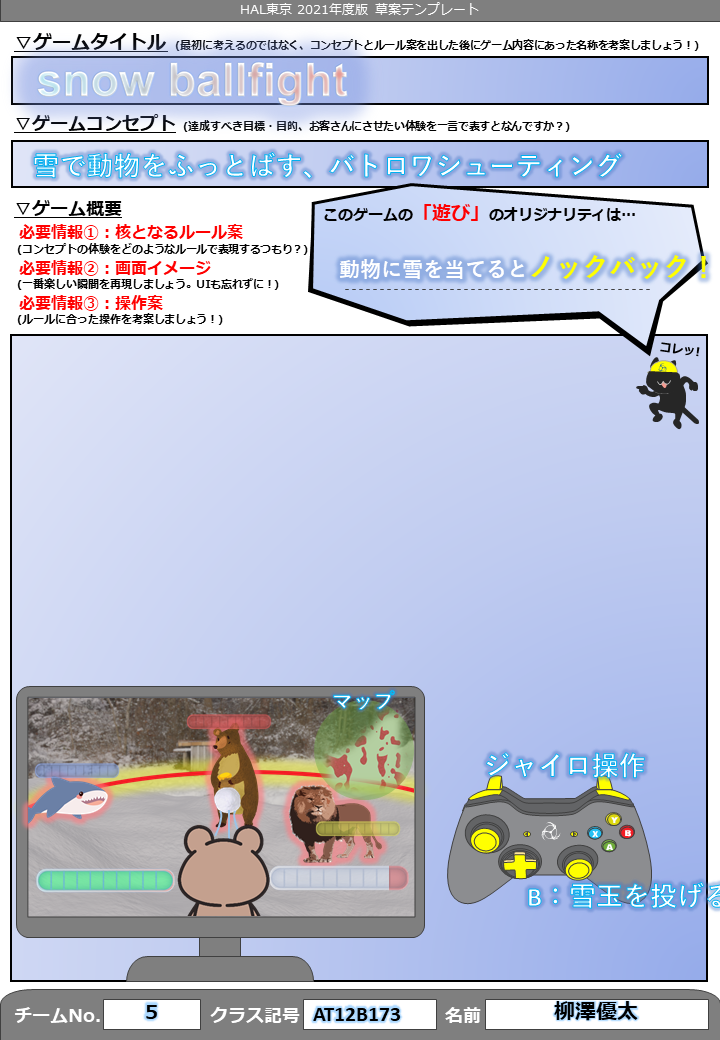 HAL東京 2021年度版 草案テンプレート
▽ゲームタイトル (最初に考えるのではなく、コンセプトとルール案を出した後にゲーム内容にあった名称を考案しましょう！)
snow ballfight
▽ゲームコンセプト (達成すべき目標・目的、お客さんにさせたい体験を一言で表すとなんですか？)
雪で動物をふっとばす、バトロワシューティング
▽ゲーム概要
必要情報①：核となるルール案
(コンセプトの体験をどのようなルールで表現するつもり？)
必要情報②：画面イメージ
(一番楽しい瞬間を再現しましょう。UIも忘れずに！)
必要情報③：操作案
(ルールに合った操作を考案しましょう！)
このゲームの「遊び」のオリジナリティは…
動物に雪を当てるとノックバック！
コレッ!
マップ
ジャイロ操作
Y
X
B
A
B：雪玉を投げる
チームNo. 5 クラス記号 AT12B173 名前 柳澤優太